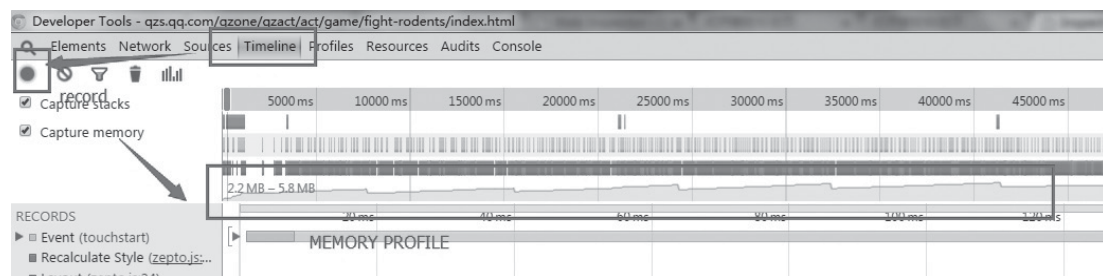 Developer Tools - qzs.qq.com/qzone/qzact/act/game/fight-rodents/index.html
Elements Network Sources Timeline Profiles Resources Audits Console
record
Capture stacks
5000 ms 10000 ms 15000 ms 20000 ms 25000 ms 30000 ms 35000 ms 40000 ms 45000 ms
Capture memory
2.2 MB – 5.8 MB
RECORDS
20 ms 40 ms 60 ms 80 ms 100 ms 120 ms
Event (touchstart)
MEMORY PROFILE
Recalculate Style (zepto.js:...